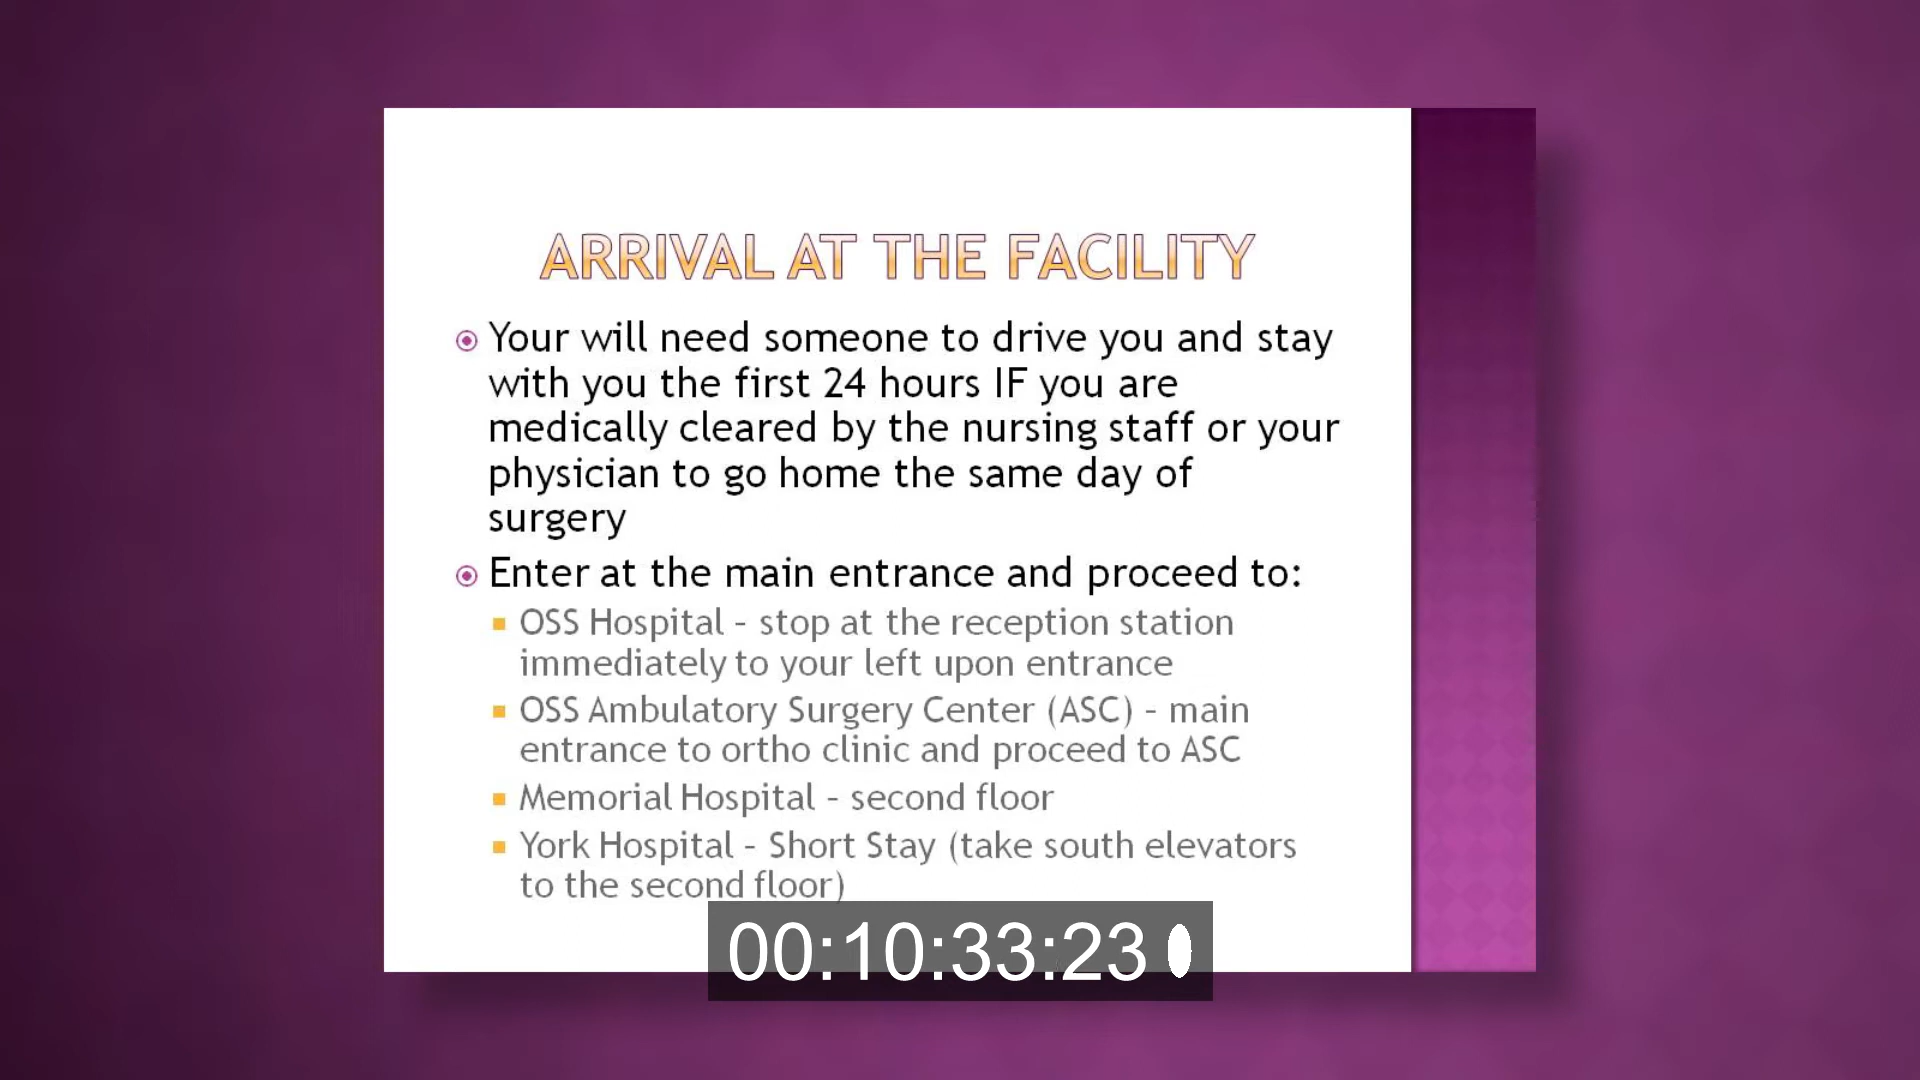 ARRIVAL AT THE FACILITY
Your will need someone to drive you and stay
with you the first 24 hours IF you are
medically cleared by the nursing staff or your
physician to go home the same day of
surgery
Enter at the main entrance and proceed to:
OSS Hospital – stop at the reception station
immediately to your left upon entrance
OSS Ambulatory Surgery Center (ASC) – main
entrance to ortho clinic and proceed to ASC
Memorial Hospital – second floor
York Hospital – Short Stay (take south elevators
to the second floor)
00:10:33:23